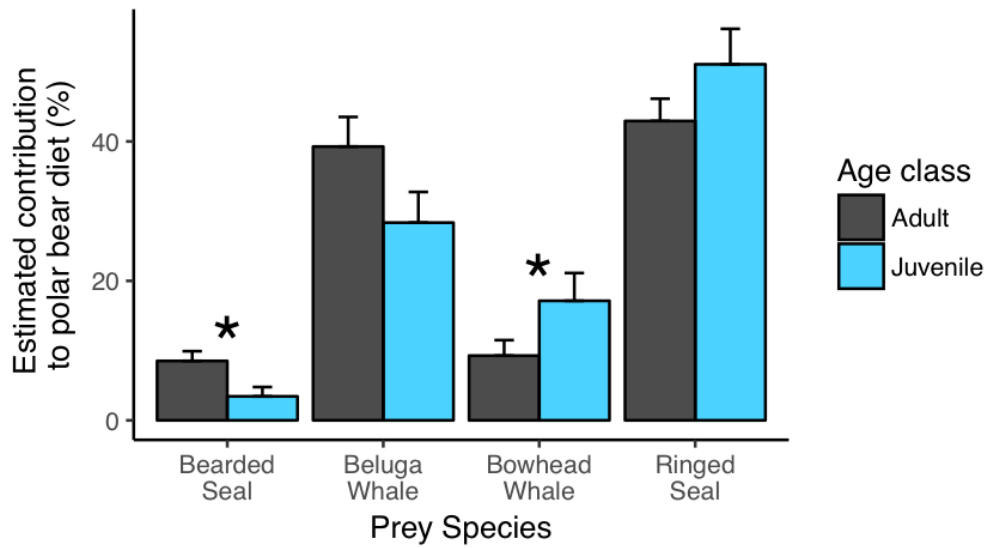 Estimated contribution
to polar bear diet (%)
40
20
0
*
*
Bearded
Seal
Beluga
Whale
Bowhead
Whale
Ringed
Seal
Prey Species
Age class
Adult
Juvenile